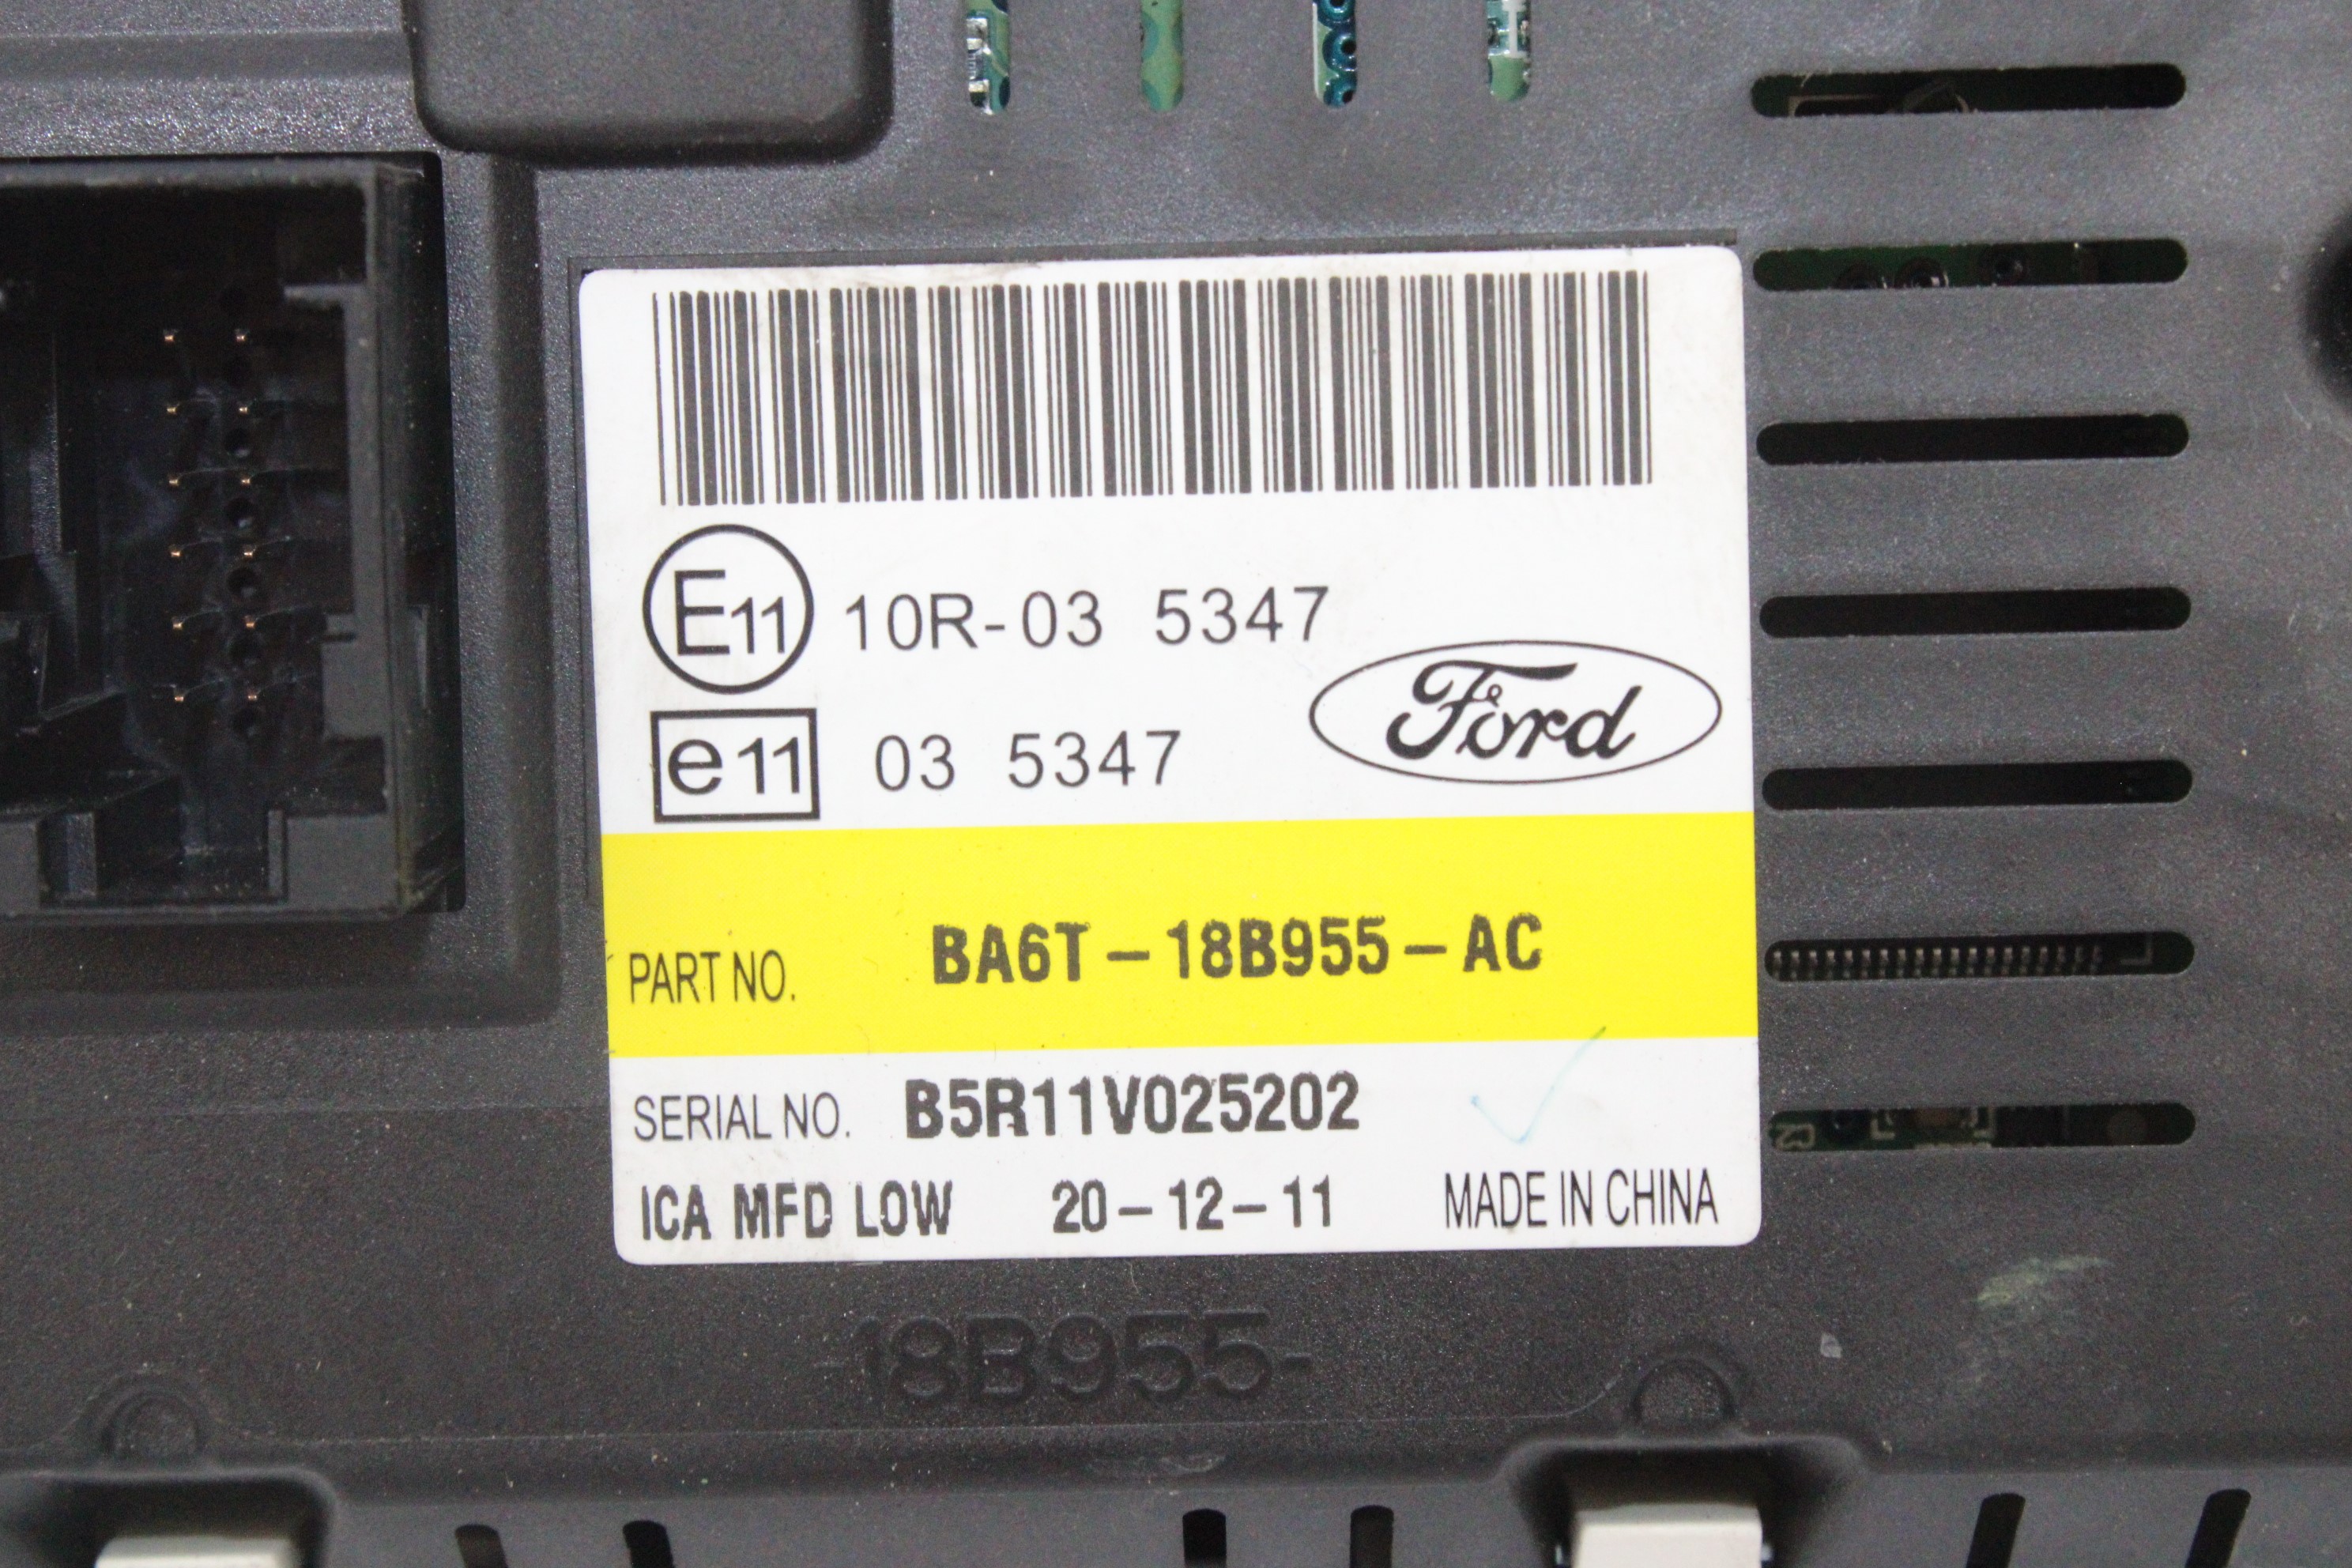 E11 10R-03 5347
e11 03 5347
Ford
PART NO. BA6T-18B955-AC
SERIAL NO. B5R11V025202
ICA MFD LOW 20-12-11 MADE IN CHINA
-18B955-